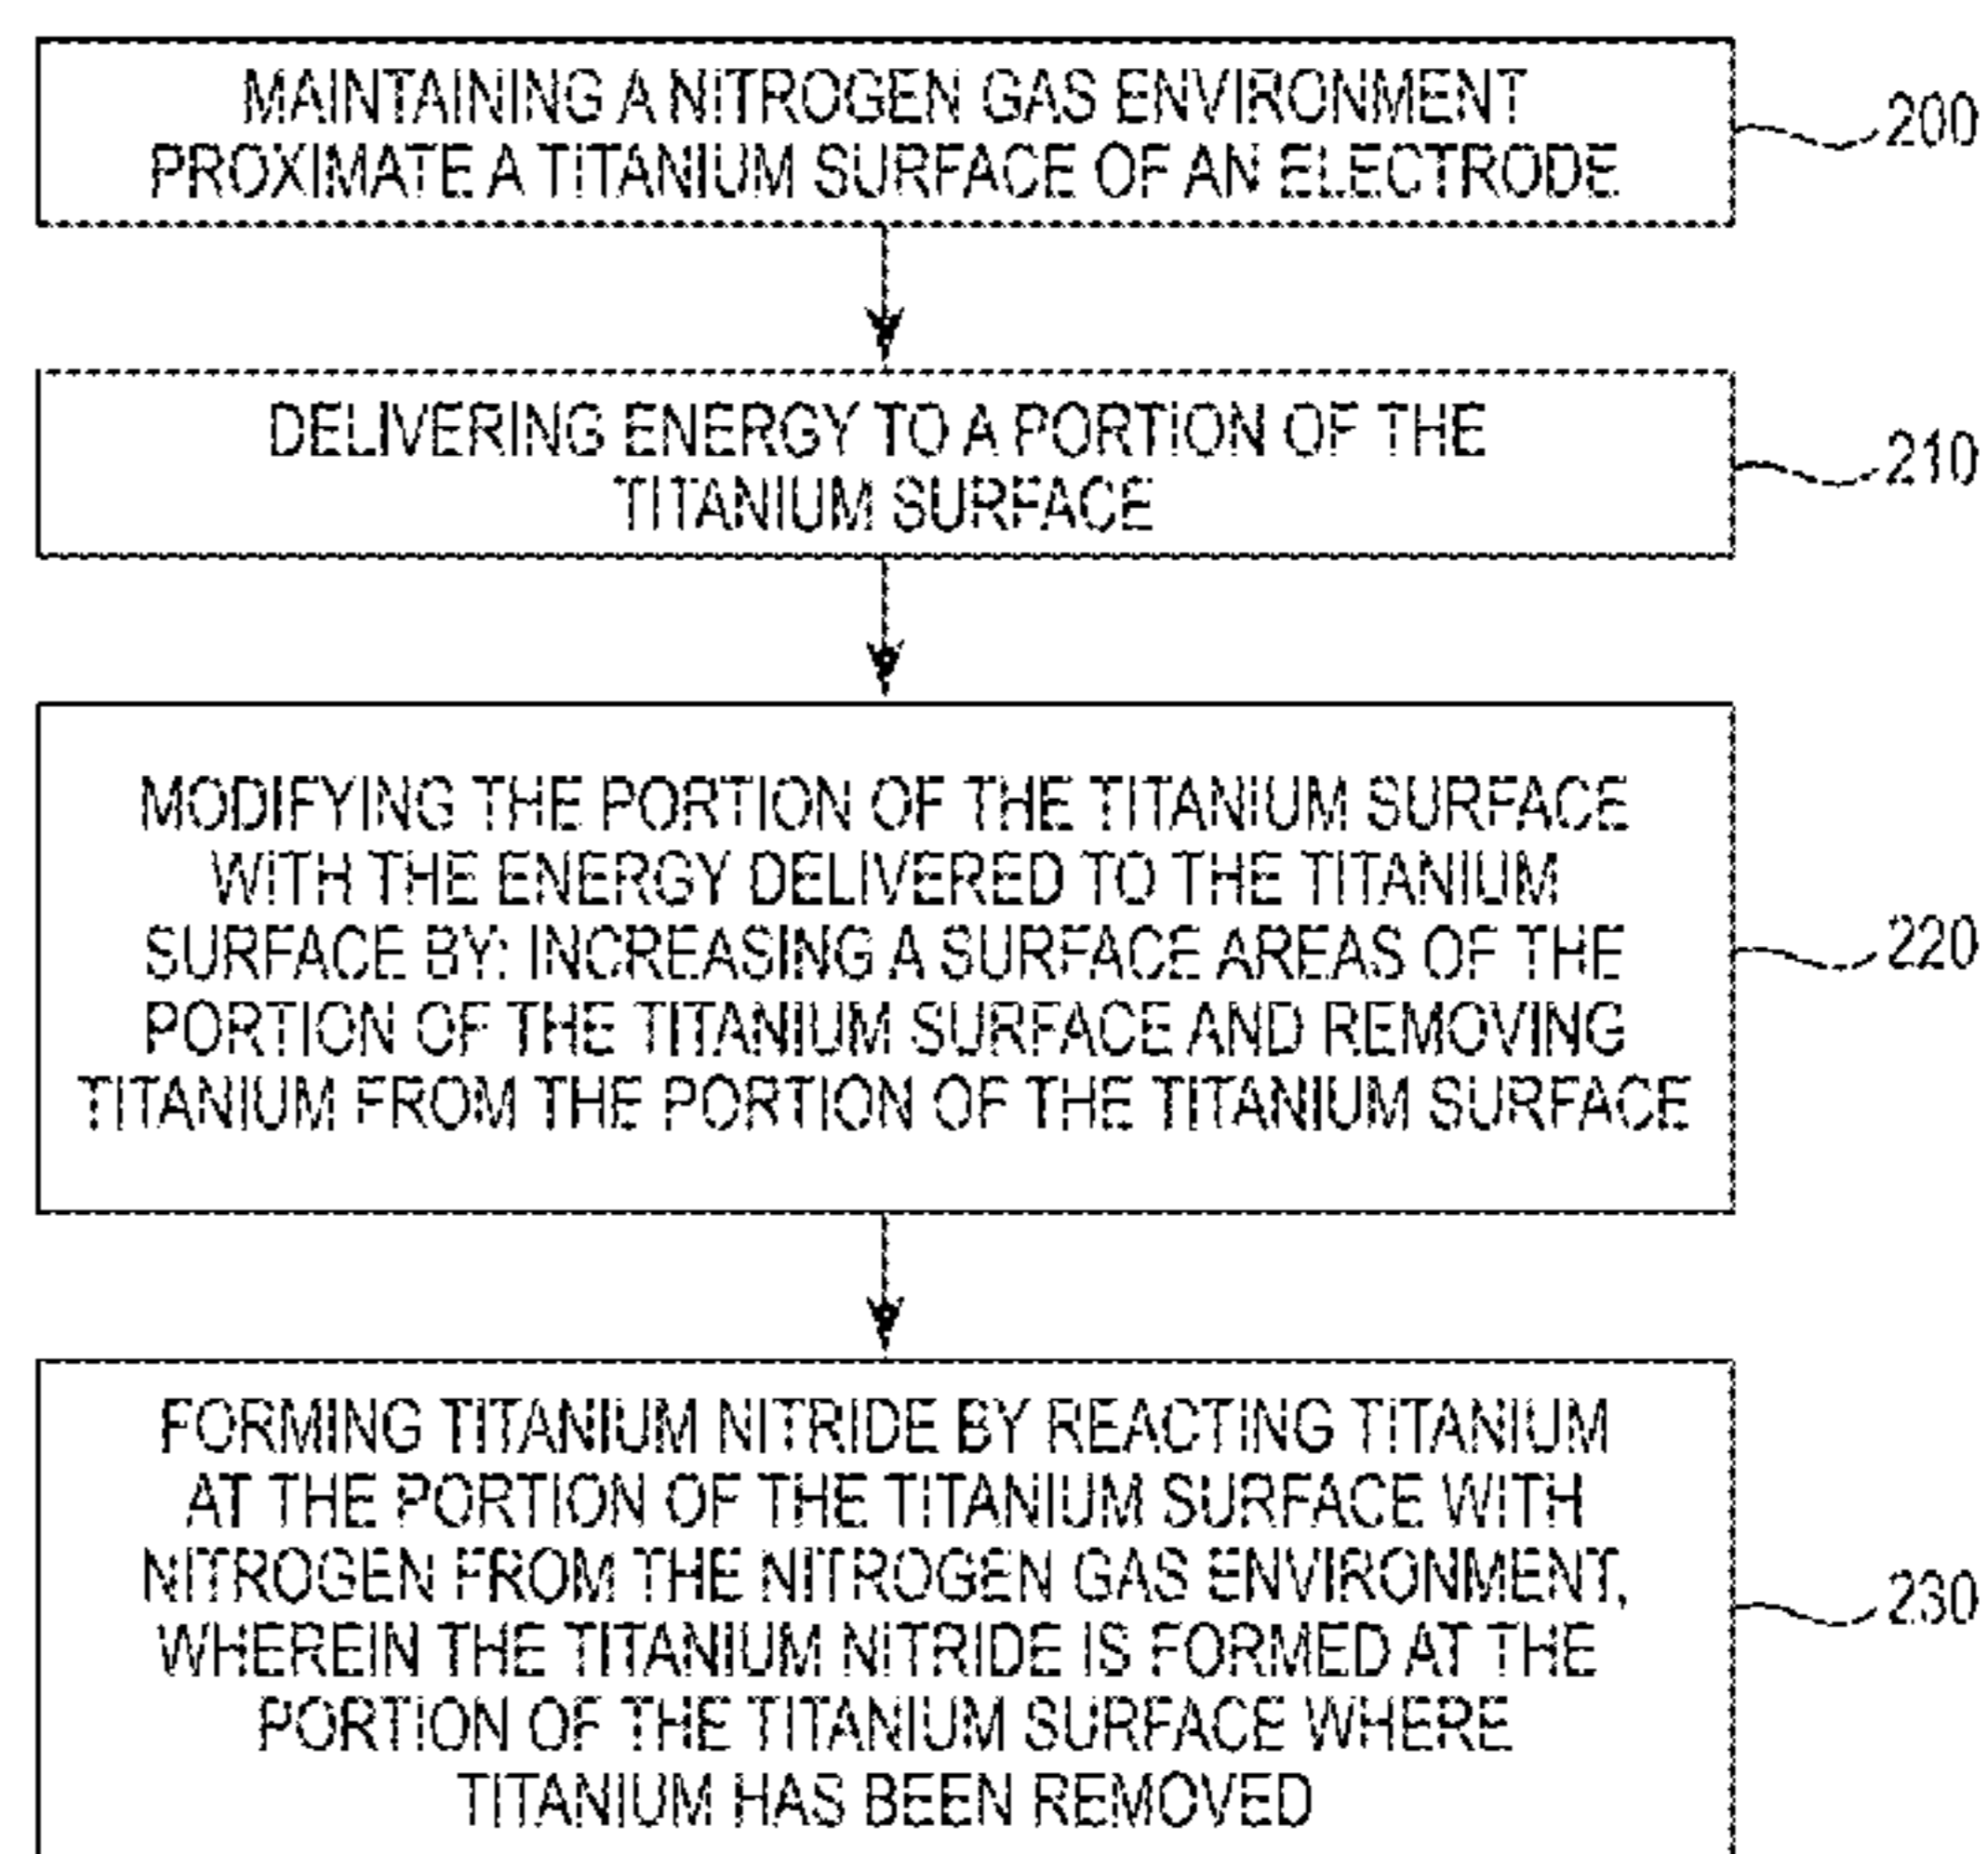 MAINTAINING A NITROGEN GAS ENVIRONMENT
PROXIMATE A TITANIUM SURFACE OF AN ELECTRODE
200
DELIVERING ENERGY TO A PORTION OF THE
TITANIUM SURFACE
210
MODIFYING THE PORTION OF THE TITANIUM SURFACE
WITH THE ENERGY DELIVERED TO THE TITANIUM
SURFACE BY: INCREASING A SURFACE AREAS OF THE
PORTION OF THE TITANIUM SURFACE AND REMOVING
TITANIUM FROM THE PORTION OF THE TITANIUM SURFACE
220
FORMING TITANIUM NITRIDE BY REACTING TITANIUM
AT THE PORTION OF THE TITANIUM SURFACE WITH
NITROGEN FROM THE NITROGEN GAS ENVIRONMENT,
WHEREIN THE TITANIUM NITRIDE IS FORMED AT THE
PORTION OF THE TITANIUM SURFACE WHERE
TITANIUM HAS BEEN REMOVED
230